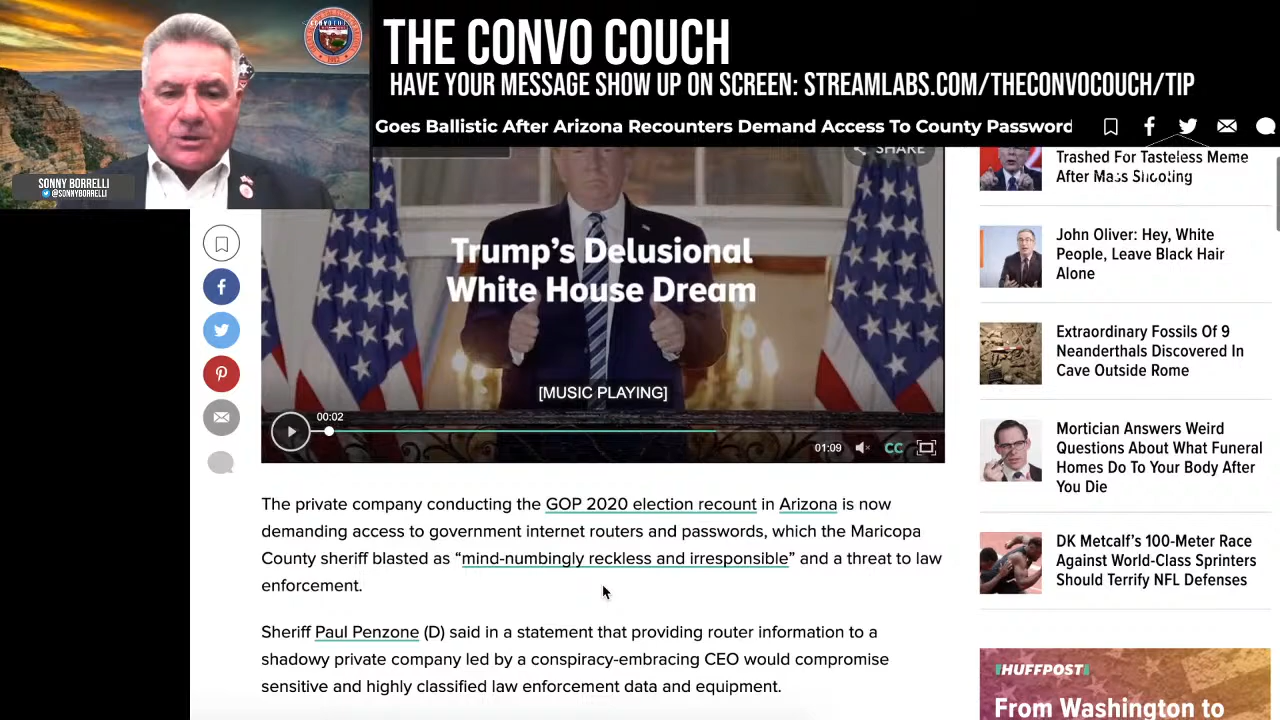 THE CONVO COUCH
HAVE YOUR MESSAGE SHOW UP ON SCREEN: STREAMLABS.COM/THECONVOCOUCH/TIP
Goes Ballistic After Arizona Recounters Demand Access To County Password
SONNY BORRELLI
@SONNYBORRELLI
SHARE
Trump's Delusional
White House Dream
[MUSIC PLAYING]
00:02
01:09
CC
The private company conducting the GOP 2020 election recount in Arizona is now
demanding access to government internet routers and passwords, which the Maricopa
County sheriff blasted as “mind-numbingly reckless and irresponsible” and a threat to law
enforcement.
Sheriff Paul Penzone (D) said in a statement that providing router information to a
shadowy private company led by a conspiracy-embracing CEO would compromise
sensitive and highly classified law enforcement data and equipment.
Trashed For Tasteless Meme
After Mass Shooting
John Oliver: Hey, White
People, Leave Black Hair
Alone
Extraordinary Fossils Of 9
Neanderthals Discovered In
Cave Outside Rome
Mortician Answers Weird
Questions About What Funeral
Homes Do To Your Body After
You Die
DK Metcalf's 100-Meter Race
Against World-Class Sprinters
Should Terrify NFL Defenses
HUFFPOST
From Washington to